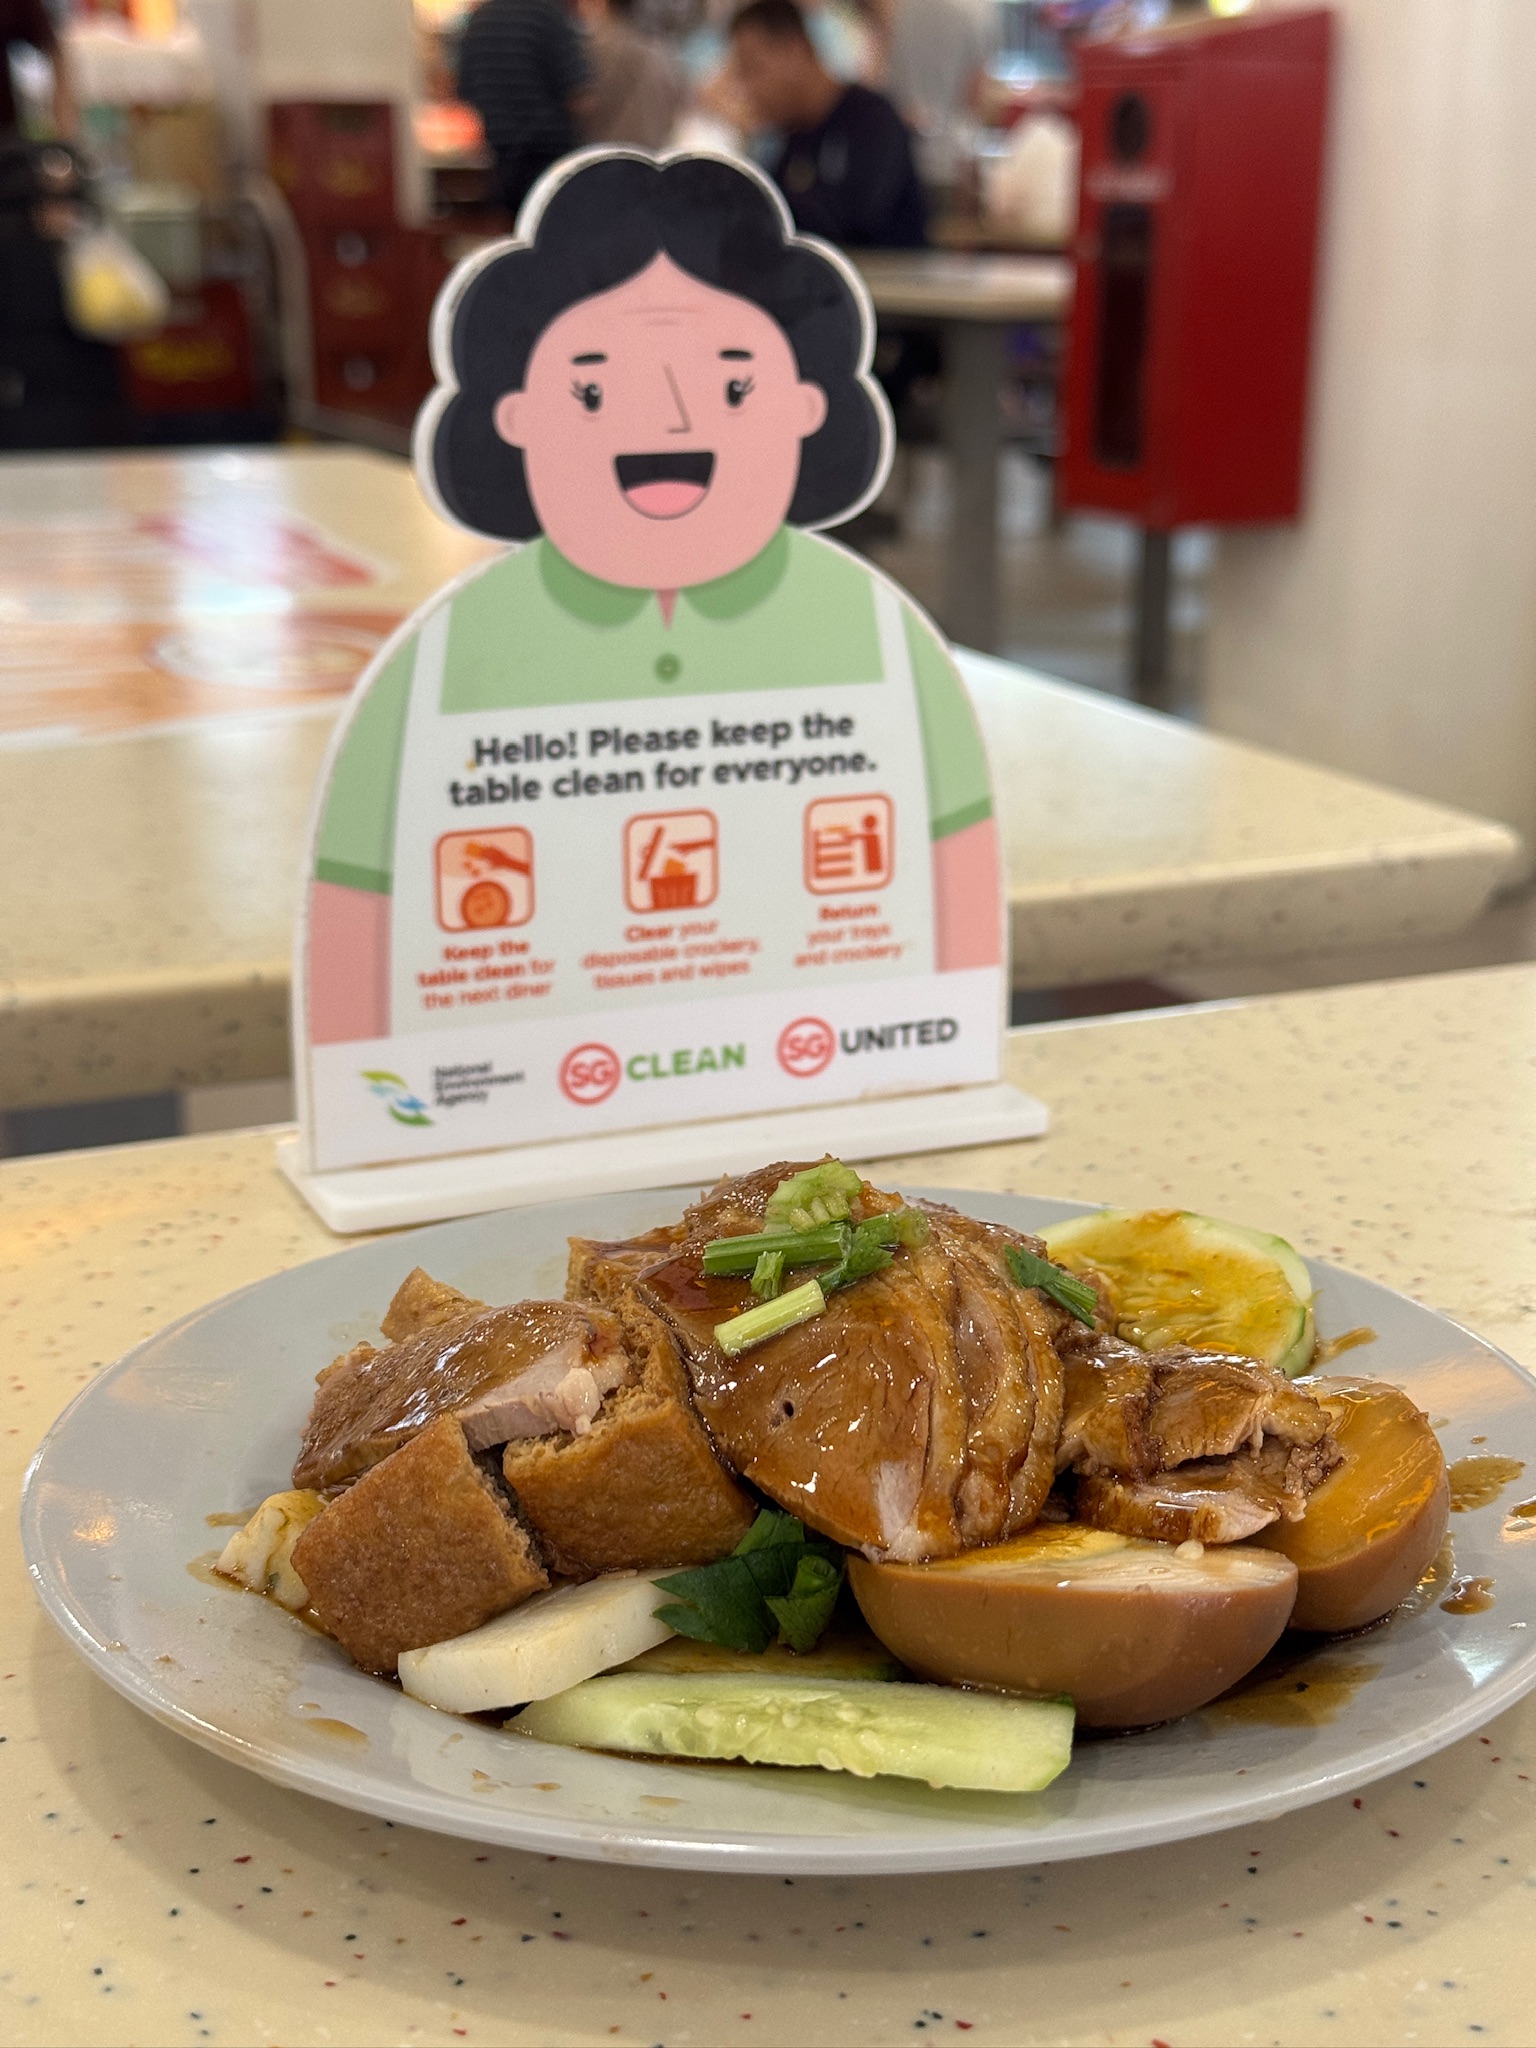 Hello! Please keep the
table clean for everyone.
Keep the
table clean for
the next diner
Clear your
disposable crockery,
tissues and wipes
Return
your trays
and crockery
National
Environment
Agency
SG CLEAN
SG UNITED